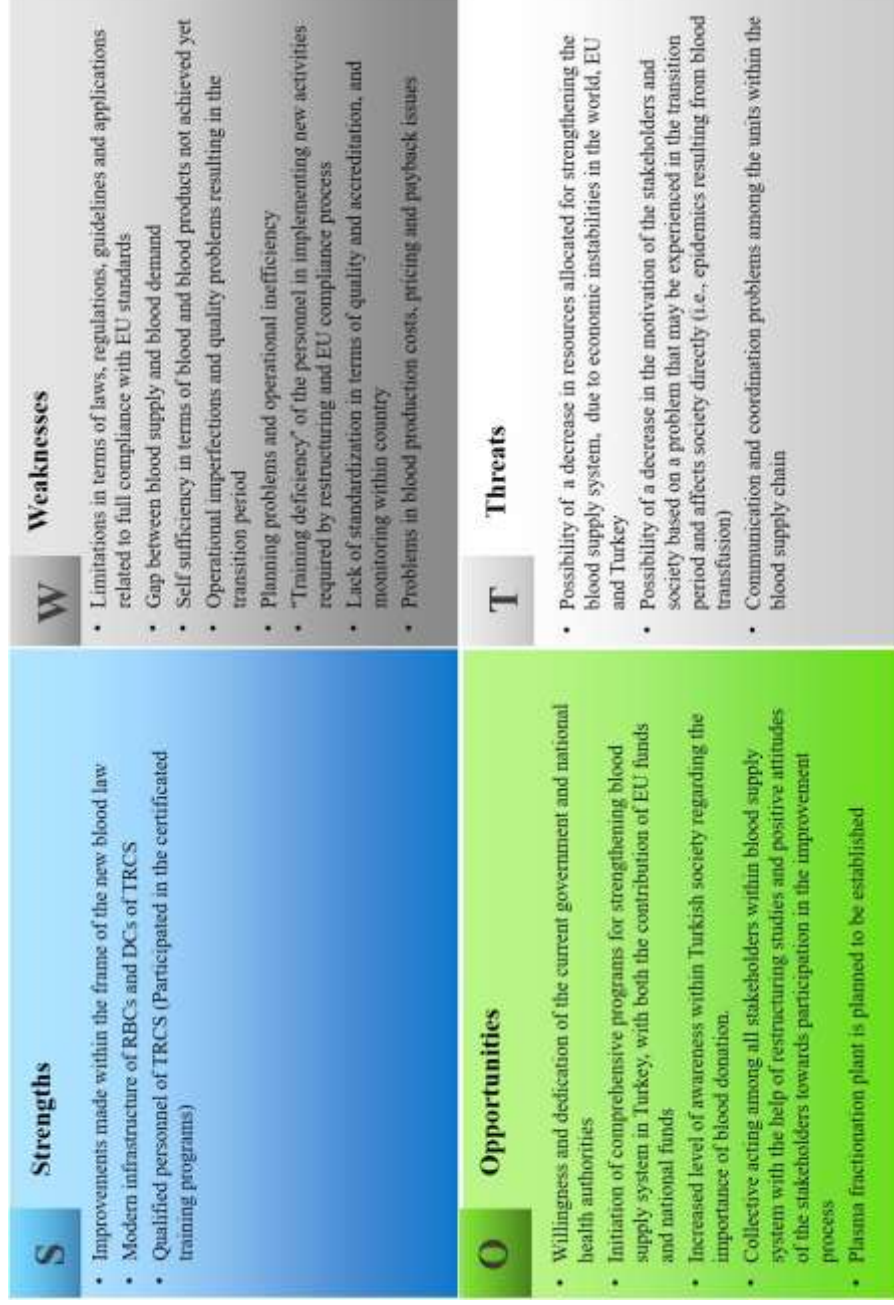 S
Strengths
• Improvements made within the frame of the new blood law
• Modern infrastructure of RBCs and DCs of TRCS
• Qualified personnel of TRCS (Participated in the certificated
training programs)
W
Weaknesses
• Limitations in terms of laws, regulations, guidelines and applications
related to full compliance with EU standards
• Gap between blood supply and blood demand
• Self sufficiency in terms of blood and blood products not achieved yet
• Operational imperfections and quality problems resulting in the
transition period
• Planning problems and operational inefficiency
• "Training deficiency" of the personnel in implementing new activities
required by restructuring and EU compliance process
• Lack of standardization in terms of quality and accreditation, and
monitoring within country
• Problems in blood production costs, pricing and payback issues
O
Opportunities
• Willingness and dedication of the current government and national
health authorities
• Initiation of comprehensive programs for strengthening blood
supply system in Turkey, with both the contribution of EU funds
and national funds
• Increased level of awareness within Turkish society regarding the
importance of blood donation.
• Collective acting among all stakeholders within blood supply
system with the help of restructuring studies and positive attitudes
of the stakeholders towards participation in the improvement
process
• Plasma fractionation plant is planned to be established
T
Threats
• Possibility of a decrease in resources allocated for strengthening the
blood supply system, due to economic instabilities in the world, EU
and Turkey
• Possibility of a decrease in the motivation of the stakeholders and
society based on a problem that may be experienced in the transition
period and affects society directly (i.e., epidemics resulting from blood
transfusion)
• Communication and coordination problems among the units within the
blood supply chain